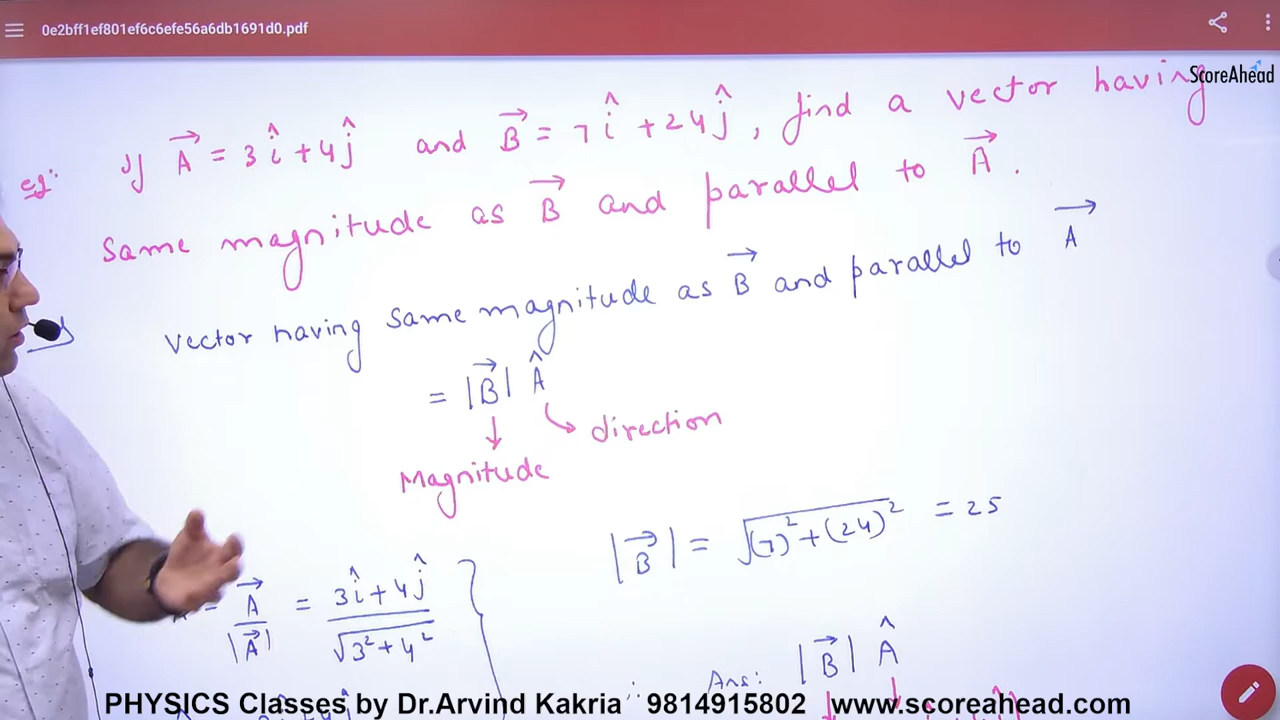 0e2bff1ef801ef6c6efe56a6db1691d0.pdf
ScoreAhead
eg: If A⃗ = 3î + 4ĵ and B⃗ = 7î + 24ĵ, find a vector having
same magnitude as B⃗ and parallel to A⃗.
Vector having same magnitude as B⃗ and parallel to A⃗
= |B⃗| Â
direction
Magnitude
|B⃗| = √(7)² + (24)² = 25
= A⃗/|A⃗| = 3î + 4ĵ/√3² + 4²
∴ Ans: |B⃗| Â
PHYSICS Classes by Dr.Arvind Kakria 9814915802 www.scoreahead.com